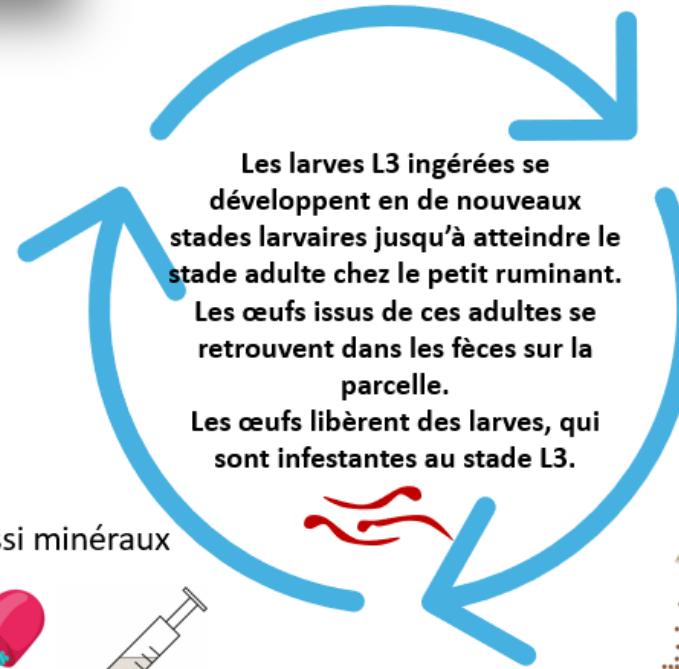 Les larves L3 ingérées se
développent en de nouveaux
stades larvaires jusqu’à atteindre le
stade adulte chez le petit ruminant.
Les œufs issus de ces adultes se
retrouvent dans les fèces sur la
parcelle.
Les œufs libèrent des larves, qui
sont infestantes au stade L3.
minéraux